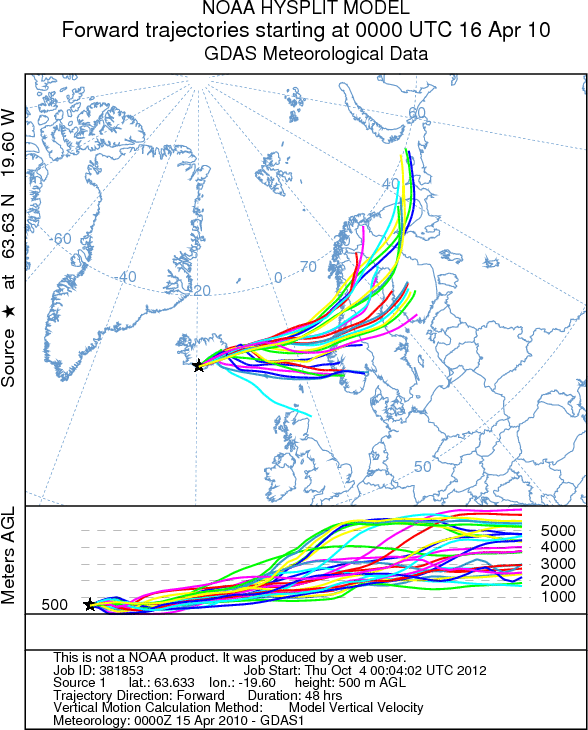 NOAA HYSPLIT MODEL
Forward trajectories starting at 0000 UTC 16 Apr 10
GDAS Meteorological Data
Source ★ at 63.63 N 19.60 W
60
40
-60
-40
-20
0
70
50
Meters AGL
5000
4000
3000
2000
1000
500
This is not a NOAA product. It was produced by a web user.
Job ID: 381853 Job Start: Thu Oct 4 00:04:02 UTC 2012
Source 1 lat.: 63.633 lon.: -19.60 height: 500 m AGL
Trajectory Direction: Forward Duration: 48 hrs
Vertical Motion Calculation Method: Model Vertical Velocity
Meteorology: 0000Z 15 Apr 2010 - GDAS1